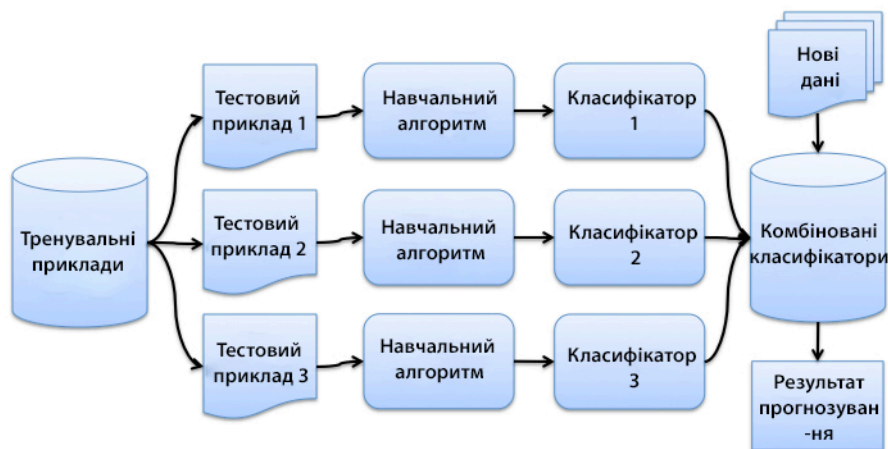 Тренувальні
приклади
Тестовий
приклад 1
Навчальний
алгоритм
Класифікатор
1
Тестовий
приклад 2
Навчальний
алгоритм
Класифікатор
2
Тестовий
приклад 3
Навчальний
алгоритм
Класифікатор
3
Нові
дані
Комбіновані
класифікатори
Результат
прогнозуван
-ня